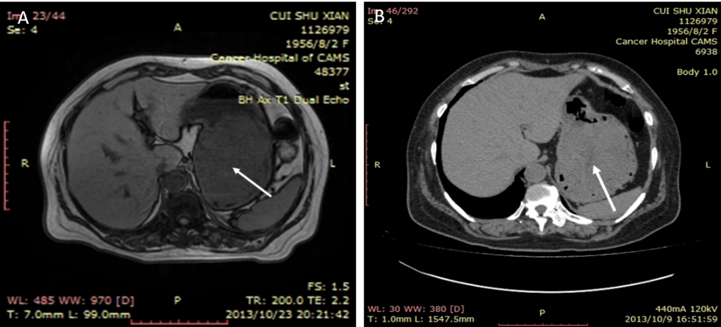 A
Im: 23/44
Se: 4
A
CUI SHU XIAN
1126979
1956/8/2 F
Cancer Hospital of CAMS
48377
st
BH Ax T1 Dual Echo
R
L
WL: 485 WW: 970 [D]
T: 7.0mm L: 99.0mm
P
FS: 1.5
TR: 200.0 TE: 2.2
2013/10/23 20:21:42
B
Im: 46/292
Se: 4
A
CUI SHU XIAN
1126979
1956/8/2 F
Cancer Hospital CAMS
6938
Body 1.0
R
L
WL: 30 WW: 380 [D]
T: 1.0mm L: 1547.5mm
P
440mA 120kV
2013/10/9 16:51:59